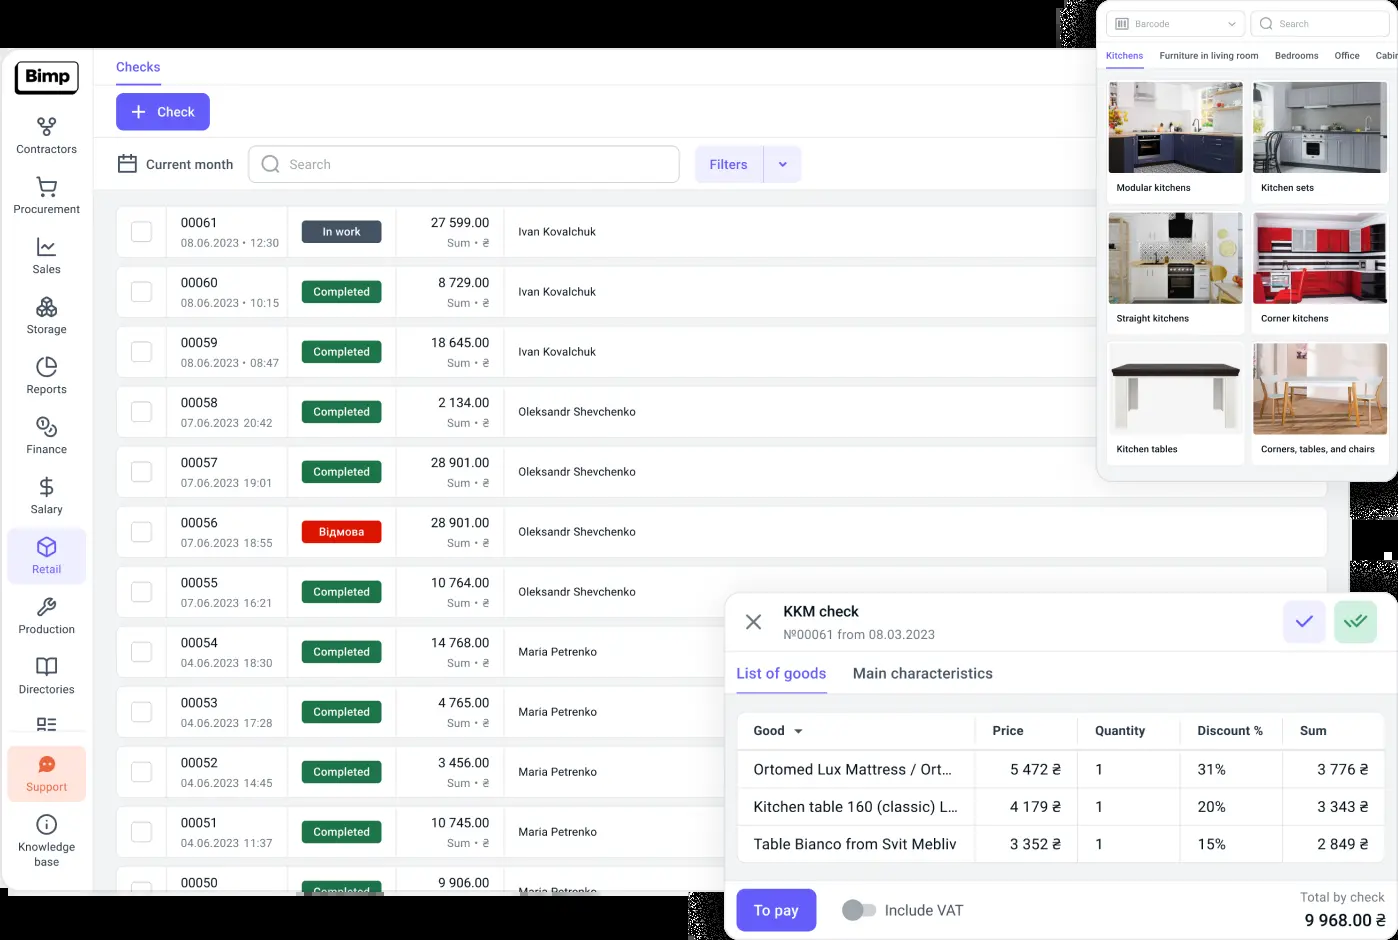 Bimp
Contractors
Procurement
Sales
Storage
Reports
Finance
Salary
Retail
Production
Directories
Support
Knowledge
base
Checks
Check
Current month
Search
Filters
00061
08.06.2023 • 12:30
In work
27 599.00
Sum • ₴
Ivan Kovalchuk
00060
08.06.2023 • 10:15
Completed
8 729.00
Sum • ₴
Ivan Kovalchuk
00059
08.06.2023 • 08:47
Completed
18 645.00
Sum • ₴
Ivan Kovalchuk
00058
07.06.2023 20:42
Completed
2 134.00
Sum • ₴
Oleksandr Shevchenko
00057
07.06.2023 19:01
Completed
28 901.00
Sum • ₴
Oleksandr Shevchenko
00056
07.06.2023 18:55
Відмова
28 901.00
Sum • ₴
Oleksandr Shevchenko
00055
07.06.2023 16:21
Completed
10 764.00
Sum • ₴
Oleksandr Shevchenko
00054
04.06.2023 18:30
Completed
14 768.00
Sum • ₴
Maria Petrenko
00053
04.06.2023 17:28
Completed
4 765.00
Sum • ₴
Maria Petrenko
00052
04.06.2023 14:45
Completed
3 456.00
Sum • ₴
Maria Petrenko
00051
04.06.2023 11:37
Completed
10 745.00
Sum • ₴
Maria Petrenko
00050
Completed
9 906.00
Maria Petrenko
Barcode
Search
Kitchens Furniture in living room Bedrooms Office Cabin
Modular kitchens
Kitchen sets
Straight kitchens
Corner kitchens
Kitchen tables
Corners, tables, and chairs
KKM check
№00061 from 08.03.2023
List of goods Main characteristics
Good Price Quantity Discount % Sum
Ortomed Lux Mattress / Ort... 5 472 ₴ 1 31% 3 776 ₴
Kitchen table 160 (classic) L... 4 179 ₴ 1 20% 3 343 ₴
Table Bianco from Svit Mebliv 3 352 ₴ 1 15% 2 849 ₴
To pay
Include VAT
Total by check
9 968.00 ₴